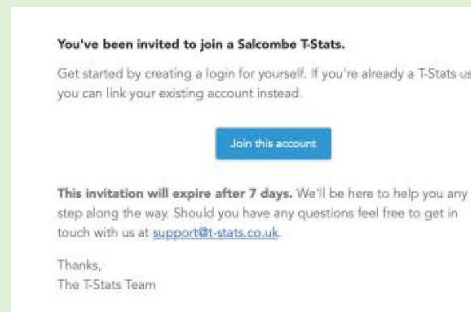 You've been invited to join a Salcombe T-Stats.
Get started by creating a login for yourself. If you're already a T-Stats us
you can link your existing account instead.
Join this account
This invitation will expire after 7 days. We'll be here to help you any
step along the way. Should you have any questions feel free to get in
touch with us at support@t-stats.co.uk.
Thanks,
The T-Stats Team